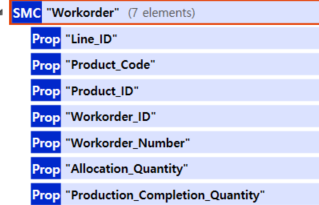 SMC "Workorder" (7 elements)
Prop "Line_ID"
Prop "Product_Code"
Prop "Product_ID"
Prop "Workorder_ID"
Prop "Workorder_Number"
Prop "Allocation_Quantity"
Prop "Production_Completion_Quantity"